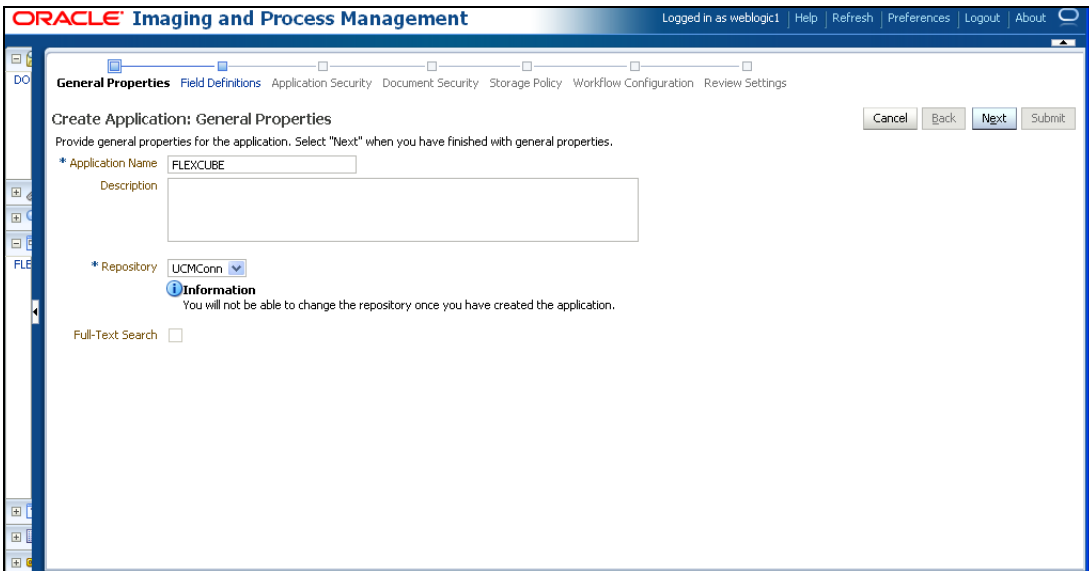 ORACLE Imaging and Process Management
Logged in as weblogic1 Help Refresh Preferences Logout About
DO
General Properties Field Definitions Application Security Document Security Storage Policy Workflow Configuration Review Settings
Create Application: General Properties
Cancel Back Next Submit
Provide general properties for the application. Select "Next" when you have finished with general properties.
* Application Name FLEXCUBE
Description
FLE
* Repository UCMConn
Information
You will not be able to change the repository once you have created the application.
Full-Text Search